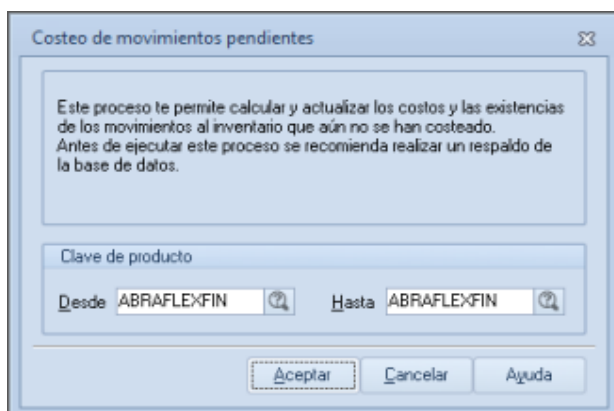 Costeo de movimientos pendientes
Este proceso te permite calcular y actualizar los costos y las existencias
de los movimientos al inventario que aún no se han costeado.
Antes de ejecutar este proceso se recomienda realizar un respaldo de
la base de datos.
Clave de producto
Desde ABRAFLEXFIN Hasta ABRAFLEXFIN
Aceptar Cancelar Ayuda